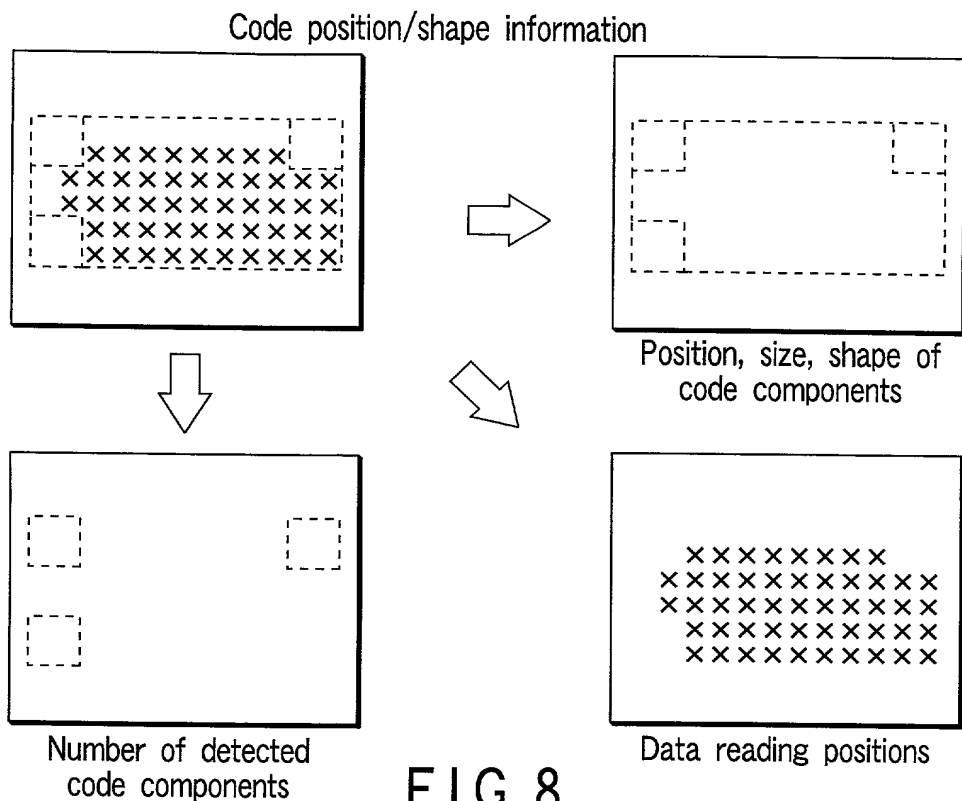 Code position/shape information
Position, size, shape of
code components
Number of detected
code components
Data reading positions
FIG. 8